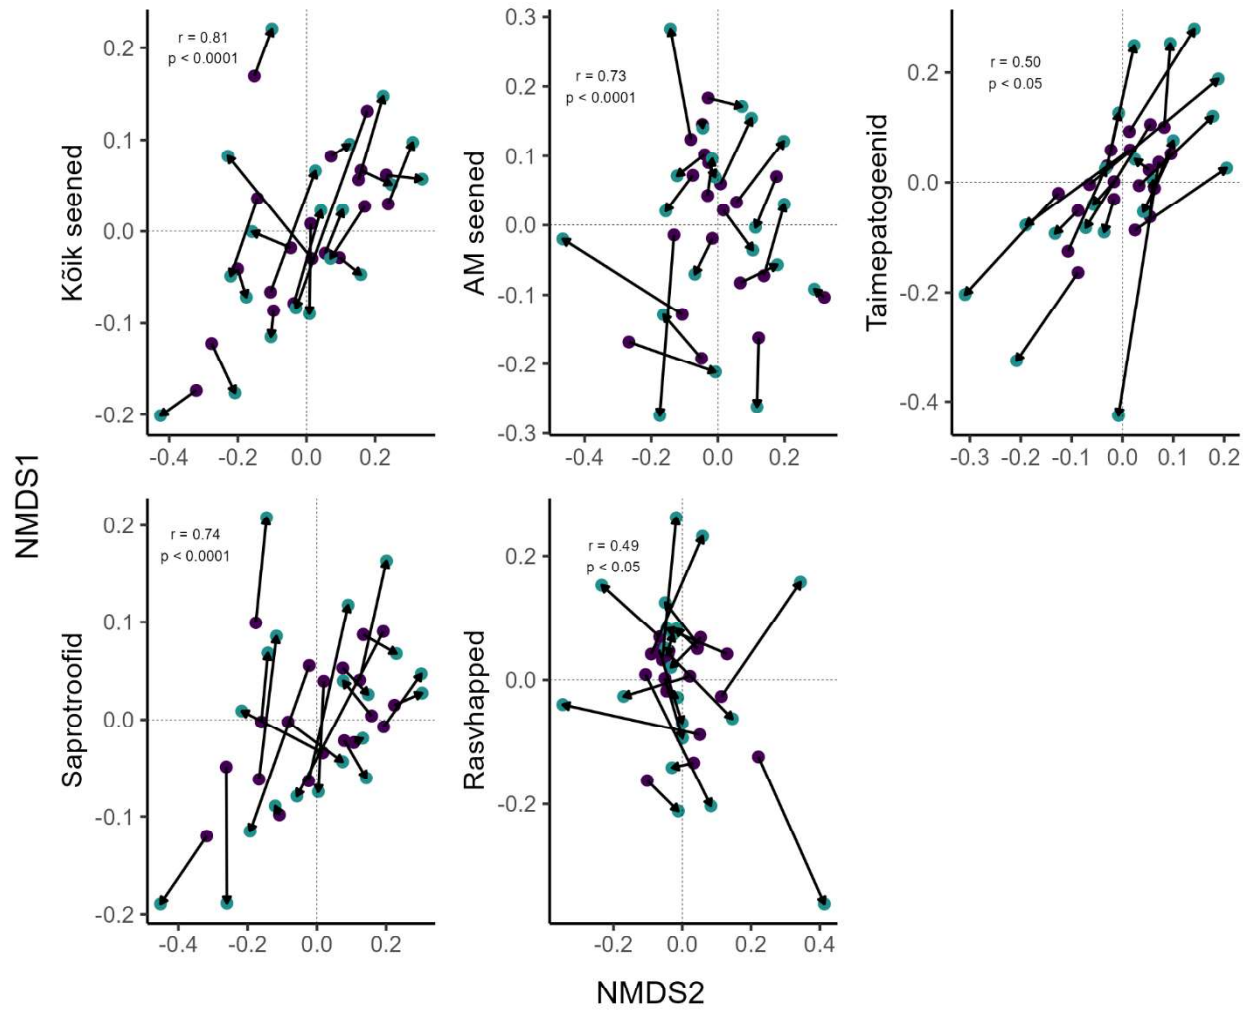 r = 0.81
p < 0.0001
Kõik seened
0.2
0.1
0.0
-0.1
-0.2
-0.4 -0.2 0.0 0.2
r = 0.73
p < 0.0001
AM seened
0.3
0.2
0.1
0.0
-0.1
-0.2
-0.3
-0.4 -0.2 0.0 0.2
r = 0.50
p < 0.05
Taimepatogeenid
0.2
0.0
-0.2
-0.4
-0.3 -0.2 -0.1 0.0 0.1 0.2
NMDS1
r = 0.74
p < 0.0001
Saprotroofid
0.2
0.1
0.0
-0.1
-0.2
-0.4 -0.2 0.0 0.2
r = 0.49
p < 0.05
Rasvhapped
0.2
0.0
-0.2
-0.2 0.0 0.2 0.4
NMDS2